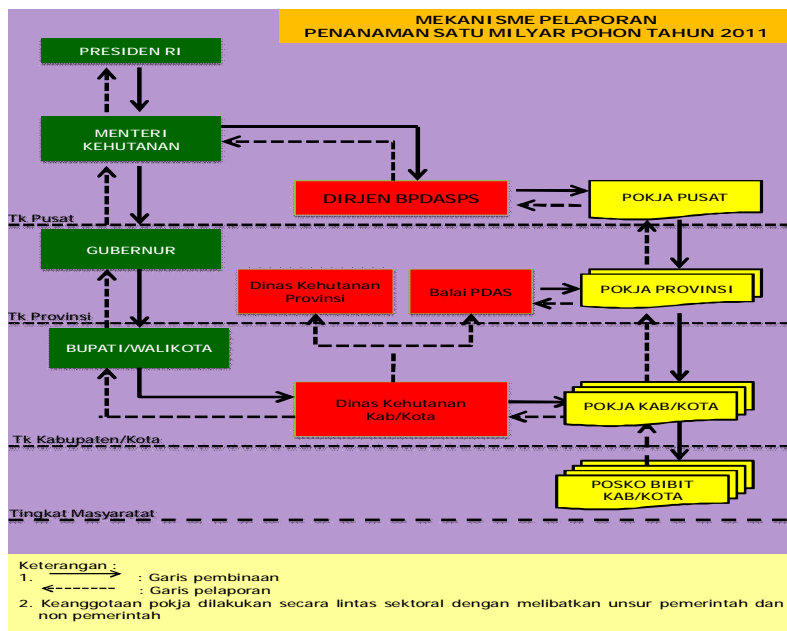 MEKANISME PELAPORAN
PENANAMAN SATU MILYAR POHON TAHUN 2011
PRESIDEN RI
MENTERI
KEHUTANAN
DIRJEN BPDASPS
POKJA PUSAT
Tk Pusat
GUBERNUR
Dinas Kehutanan
Provinsi
Balai PDAS
POKJA PROVINSI
Tk Provinsi
BUPATI/WALIKOTA
Dinas Kehutanan
Kab/Kota
POKJA KAB/KOTA
Tk Kabupaten/Kota
POSKO BIBIT
KAB/KOTA
Tingkat Masyaratat
Keterangan :
1. : Garis pembinaan
: Garis pelaporan
2. Keanggotaan pokja dilakukan secara lintas sektoral dengan melibatkan unsur pemerintah dan
non pemerintah